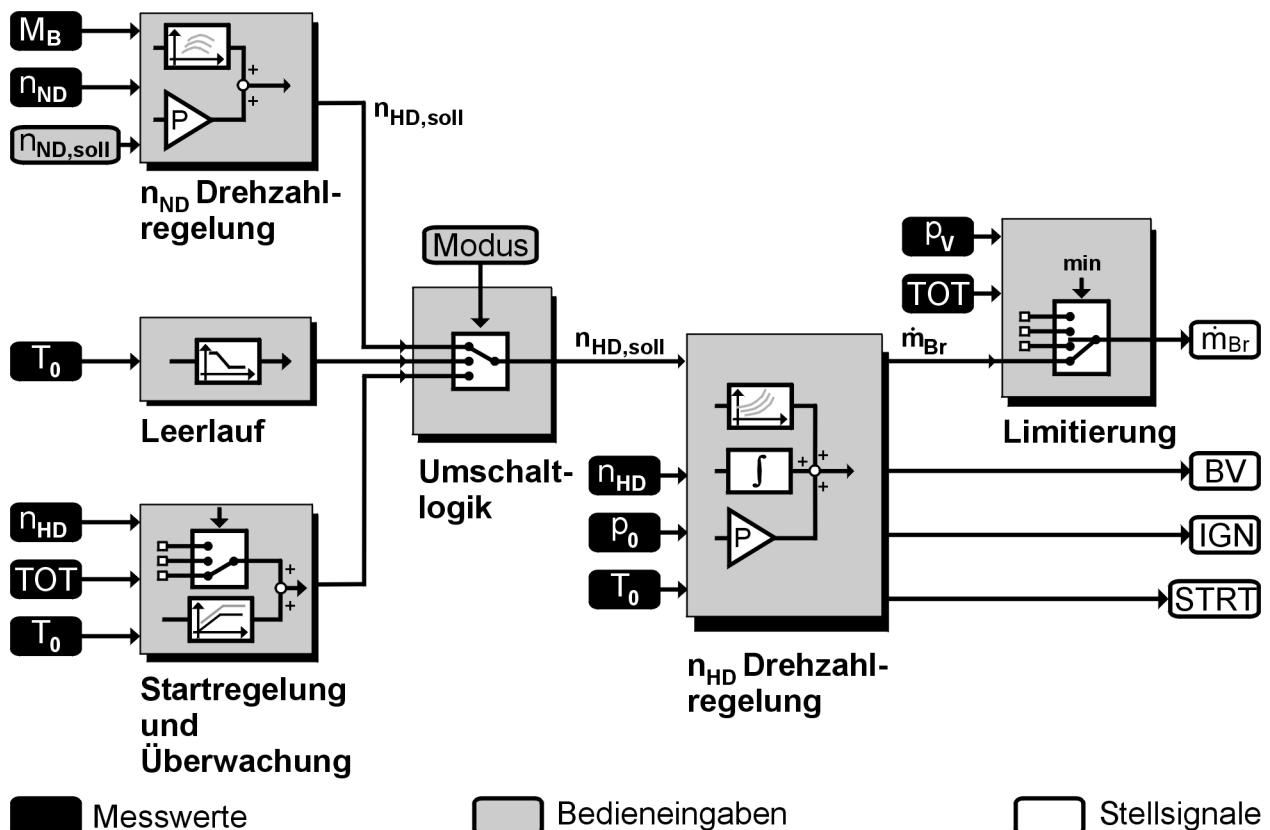 M_B
n_ND
n_ND,soll
P
+
+
n_HD,soll
n_ND Drehzahl-
regelung
T_0
Leerlauf
n_HD
TOT
T_0
+
+
Startregelung
und
Überwachung
Modus
Umschalt-
logik
n_HD,soll
n_HD
p_0
T_0
∫
P
+
+
+
n_HD Drehzahl-
regelung
ṁ_Br
p_V
TOT
min
Limitierung
ṁ_Br
BV
IGN
STRT
Messwerte
Bedieneingaben
Stellsignale